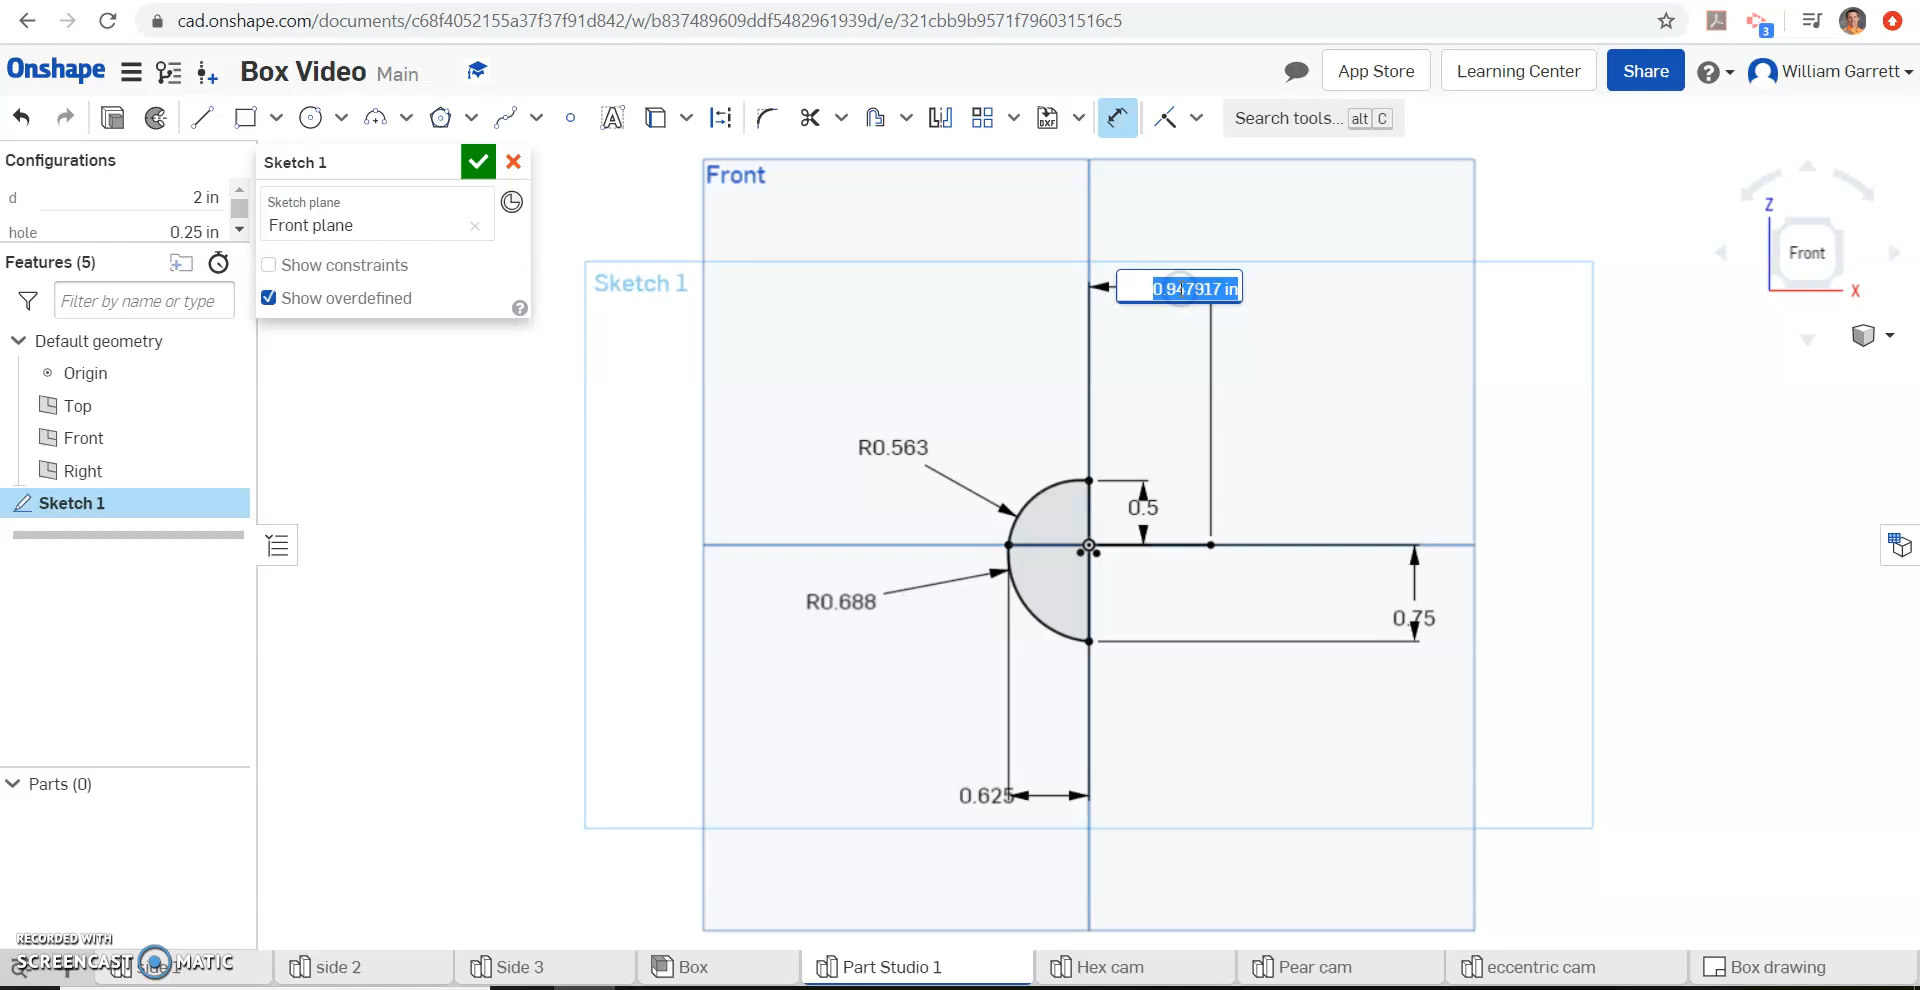 cad.onshape.com/documents/c68f4052155a37f37f91d842/w/b837489609ddf5482961939d/e/321cbb9b9571f796031516c5
3
Onshape Box Video Main App Store Learning Center Share ? William Garrett
A DXF Search tools... alt C
Configurations
d 2 in
hole 0.25 in
Features (5)
Filter by name or type
Default geometry
Origin
Top
Front
Right
Sketch 1
Parts (0)
Sketch 1
Sketch plane
Front plane
Show constraints
Show overdefined
?
Front
Sketch 1
0.947917 in
R0.563
0.5
R0.688
0.75
0.625
Z
Front
X
RECORDED WITH
SCREENCAST MATIC
side 1
side 2
Side 3
Box
Part Studio 1
Hex cam
Pear cam
eccentric cam
Box drawing